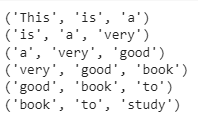 ('This', 'is', 'a')
('is', 'a', 'very')
('a', 'very', 'good')
('very', 'good', 'book')
('good', 'book', 'to')
('book', 'to', 'study')